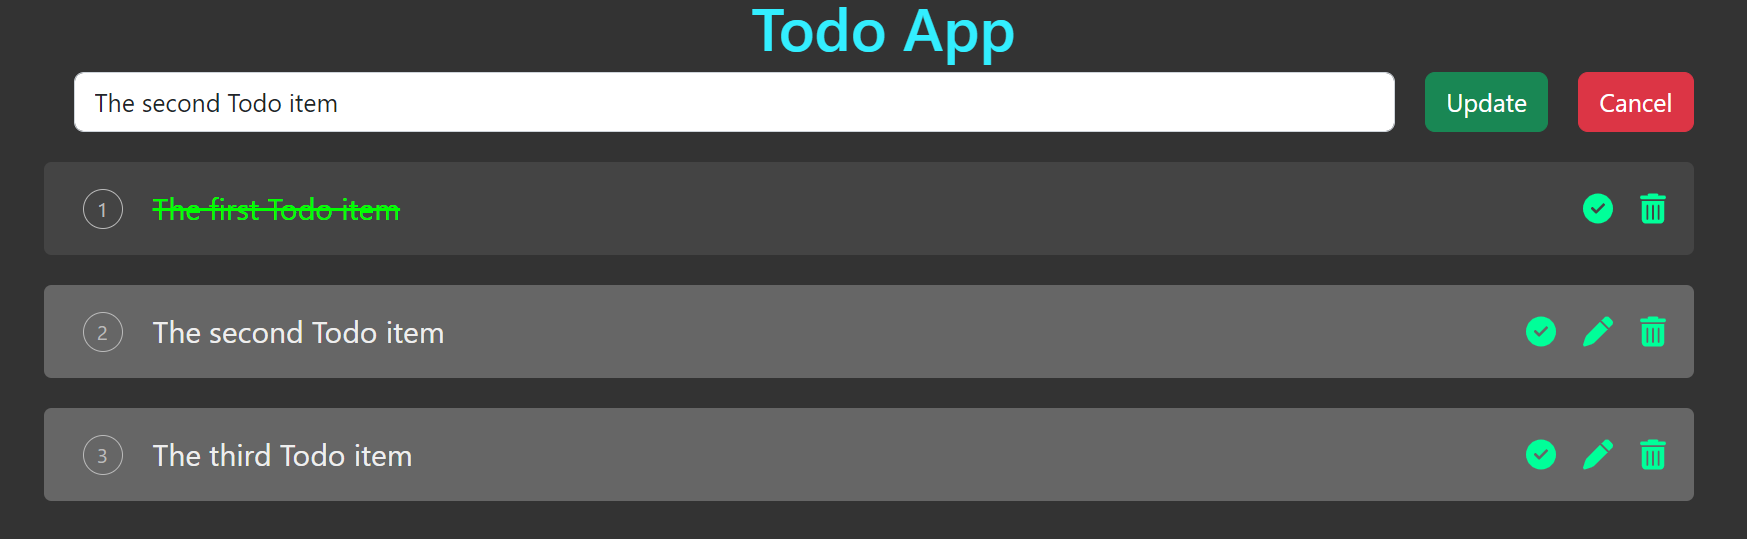 Todo App
The second Todo item Update Cancel
1 The first Todo item
2 The second Todo item
3 The third Todo item